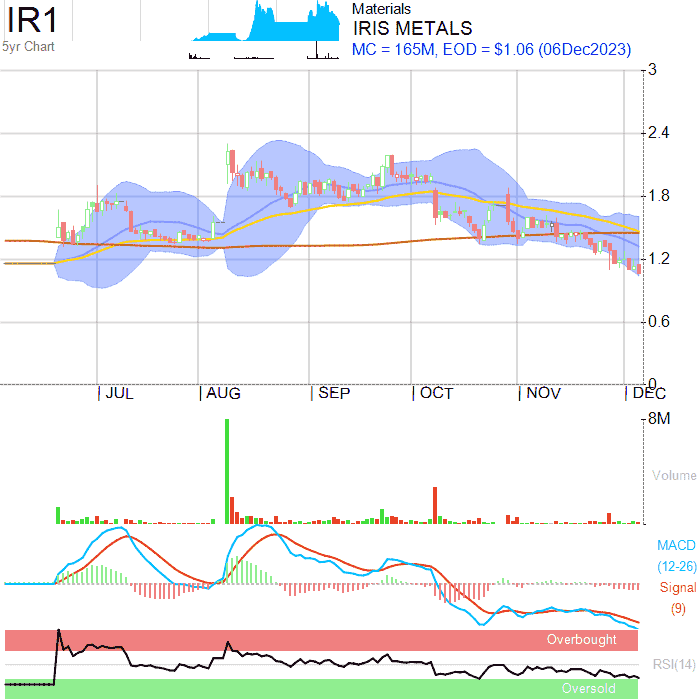 IR1
5yr Chart
Materials
IRIS METALS
MC = 165M, EOD = $1.06 (06Dec2023)
3
2.4
1.8
1.2
0.6
0
JUL AUG SEP OCT NOV DEC
8M
Volume
MACD
(12-26)
Signal
(9)
Overbought
RSI(14)
Oversold